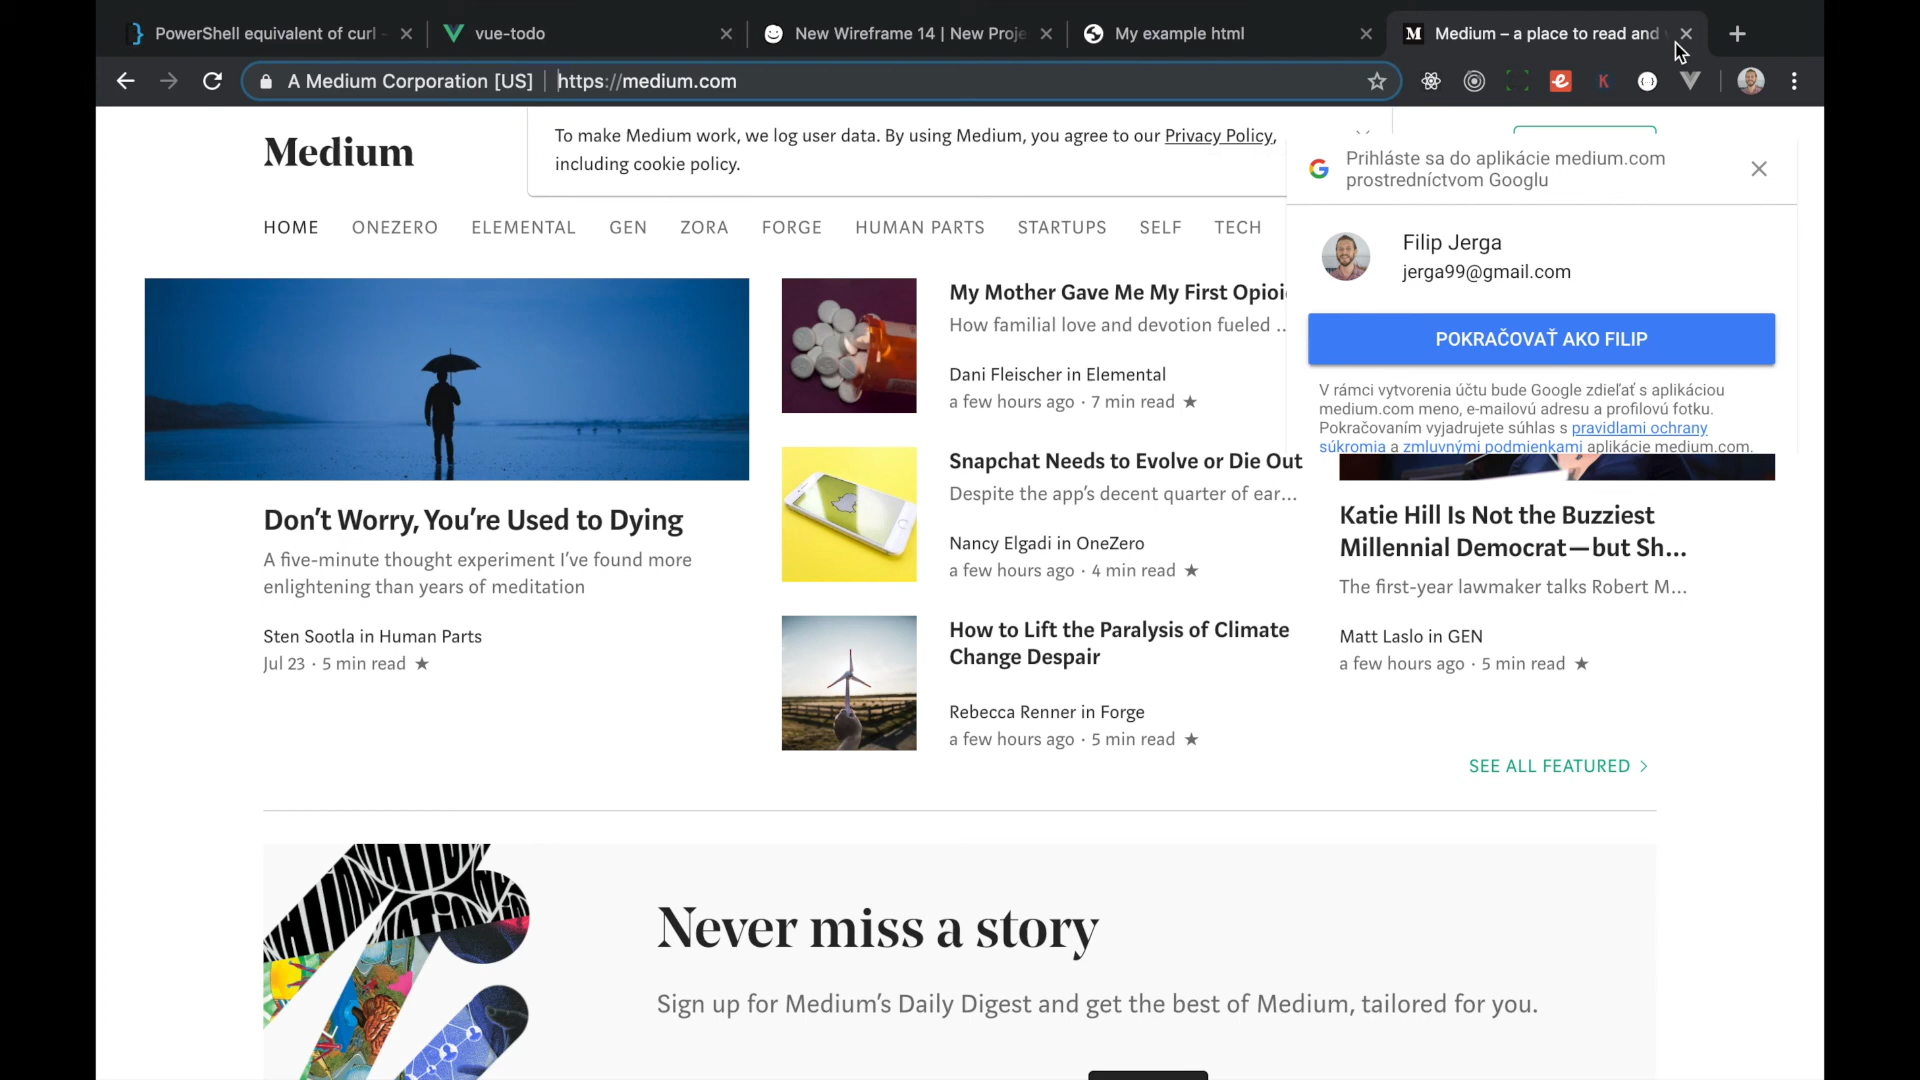 PowerShell equivalent of curl -
vue-todo
New Wireframe 14 | New Proje
My example html
Medium – a place to read and
A Medium Corporation [US]
https://medium.com
Medium
To make Medium work, we log user data. By using Medium, you agree to our Privacy Policy,
including cookie policy.
HOME ONEZERO ELEMENTAL GEN ZORA FORGE HUMAN PARTS STARTUPS SELF TECH
Prihláste sa do aplikácie medium.com
prostredníctvom Googlu
Filip Jerga
jerga99@gmail.com
POKRAČOVAŤ AKO FILIP
V rámci vytvorenia účtu bude Google zdieľať s aplikáciou
medium.com meno, e-mailovú adresu a profilovú fotku.
Pokračovaním vyjadrujete súhlas s pravidlami ochrany
súkromia a zmluvnými podmienkami aplikácie medium.com.
Don't Worry, You're Used to Dying
A five-minute thought experiment I've found more
enlightening than years of meditation
Sten Sootla in Human Parts
Jul 23 · 5 min read ★
My Mother Gave Me My First Opioi
How familial love and devotion fueled ..
Dani Fleischer in Elemental
a few hours ago · 7 min read ★
Snapchat Needs to Evolve or Die Out
Despite the app's decent quarter of ear...
Nancy Elgadi in OneZero
a few hours ago · 4 min read ★
How to Lift the Paralysis of Climate
Change Despair
Rebecca Renner in Forge
a few hours ago · 5 min read ★
Katie Hill Is Not the Buzziest
Millennial Democrat—but Sh...
The first-year lawmaker talks Robert M...
Matt Laslo in GEN
a few hours ago · 5 min read ★
SEE ALL FEATURED
Never miss a story
Sign up for Medium's Daily Digest and get the best of Medium, tailored for you.